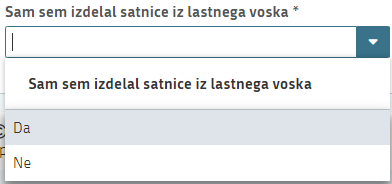 Sam sem izdelal satnice iz lastnega voska *
Sam sem izdelal satnice iz lastnega voska
Da
Ne